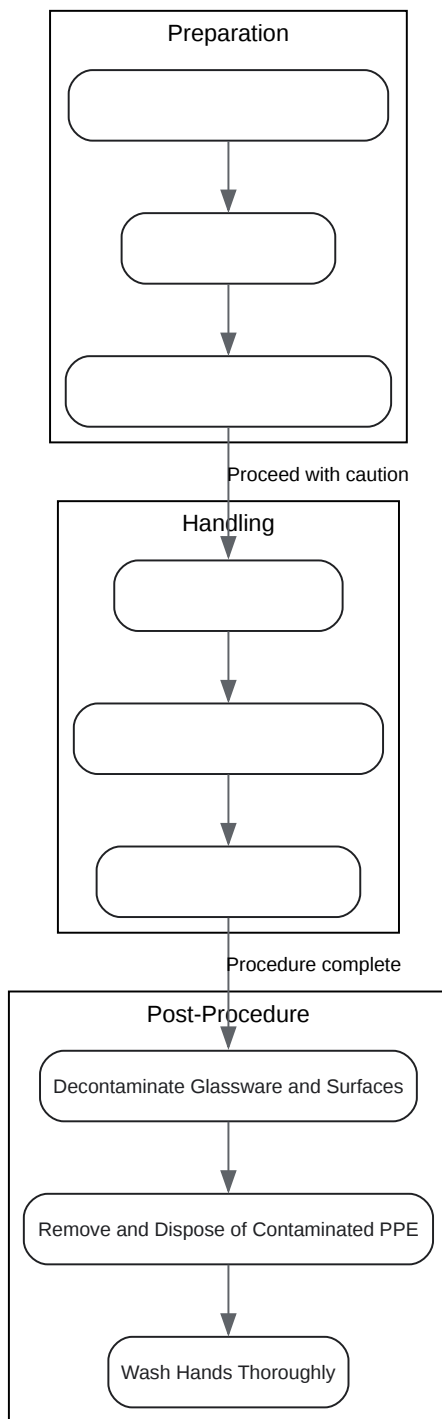 Preparation
Proceed with caution
Handling
Procedure complete
Post-Procedure
Decontaminate Glassware and Surfaces
Remove and Dispose of Contaminated PPE
Wash Hands Thoroughly